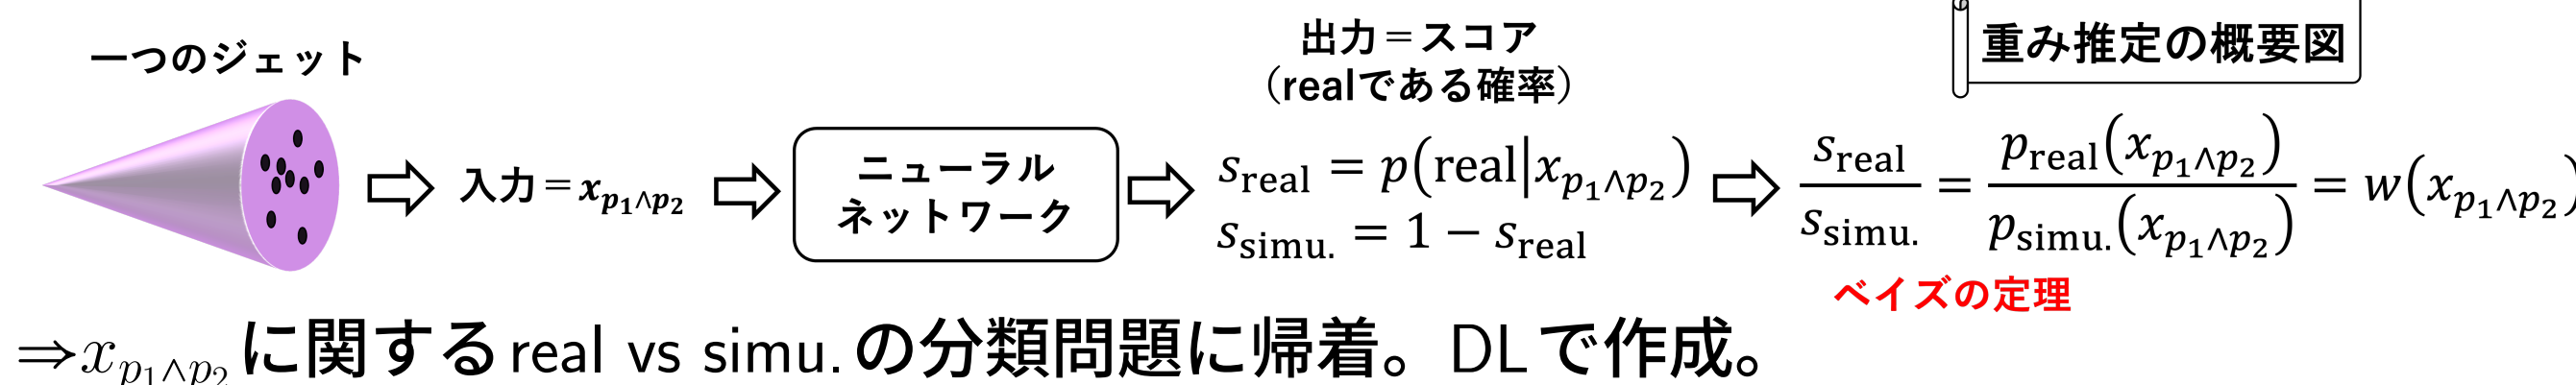 一つのジェット
入力＝x_{p₁∧p₂}
ニューラル
ネットワーク
出力＝スコア
（realである確率）
s_real = p(real|x_{p₁∧p₂})
s_simu. = 1 − s_real
重み推定の概要図
s_real / s_simu. = p_real(x_{p₁∧p₂}) / p_simu.(x_{p₁∧p₂}) = w(x_{p₁∧p₂})
ベイズの定理
⇒x_{p₁∧p₂}に関するreal vs simu.の分類問題に帰着。DLで作成。